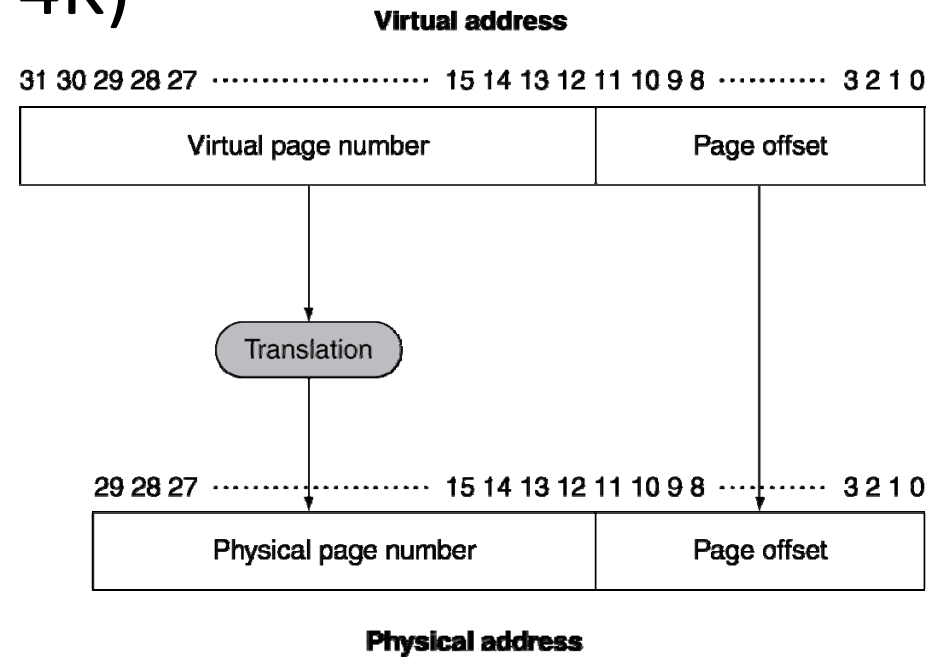 4K)
Virtual address
31 30 29 28 27 ····················· 15 14 13 12 11 10 9 8 ·········· 3 2 1 0
Virtual page number Page offset
Translation
29 28 27 ····················· 15 14 13 12 11 10 9 8 ·········· 3 2 1 0
Physical page number Page offset
Physical address